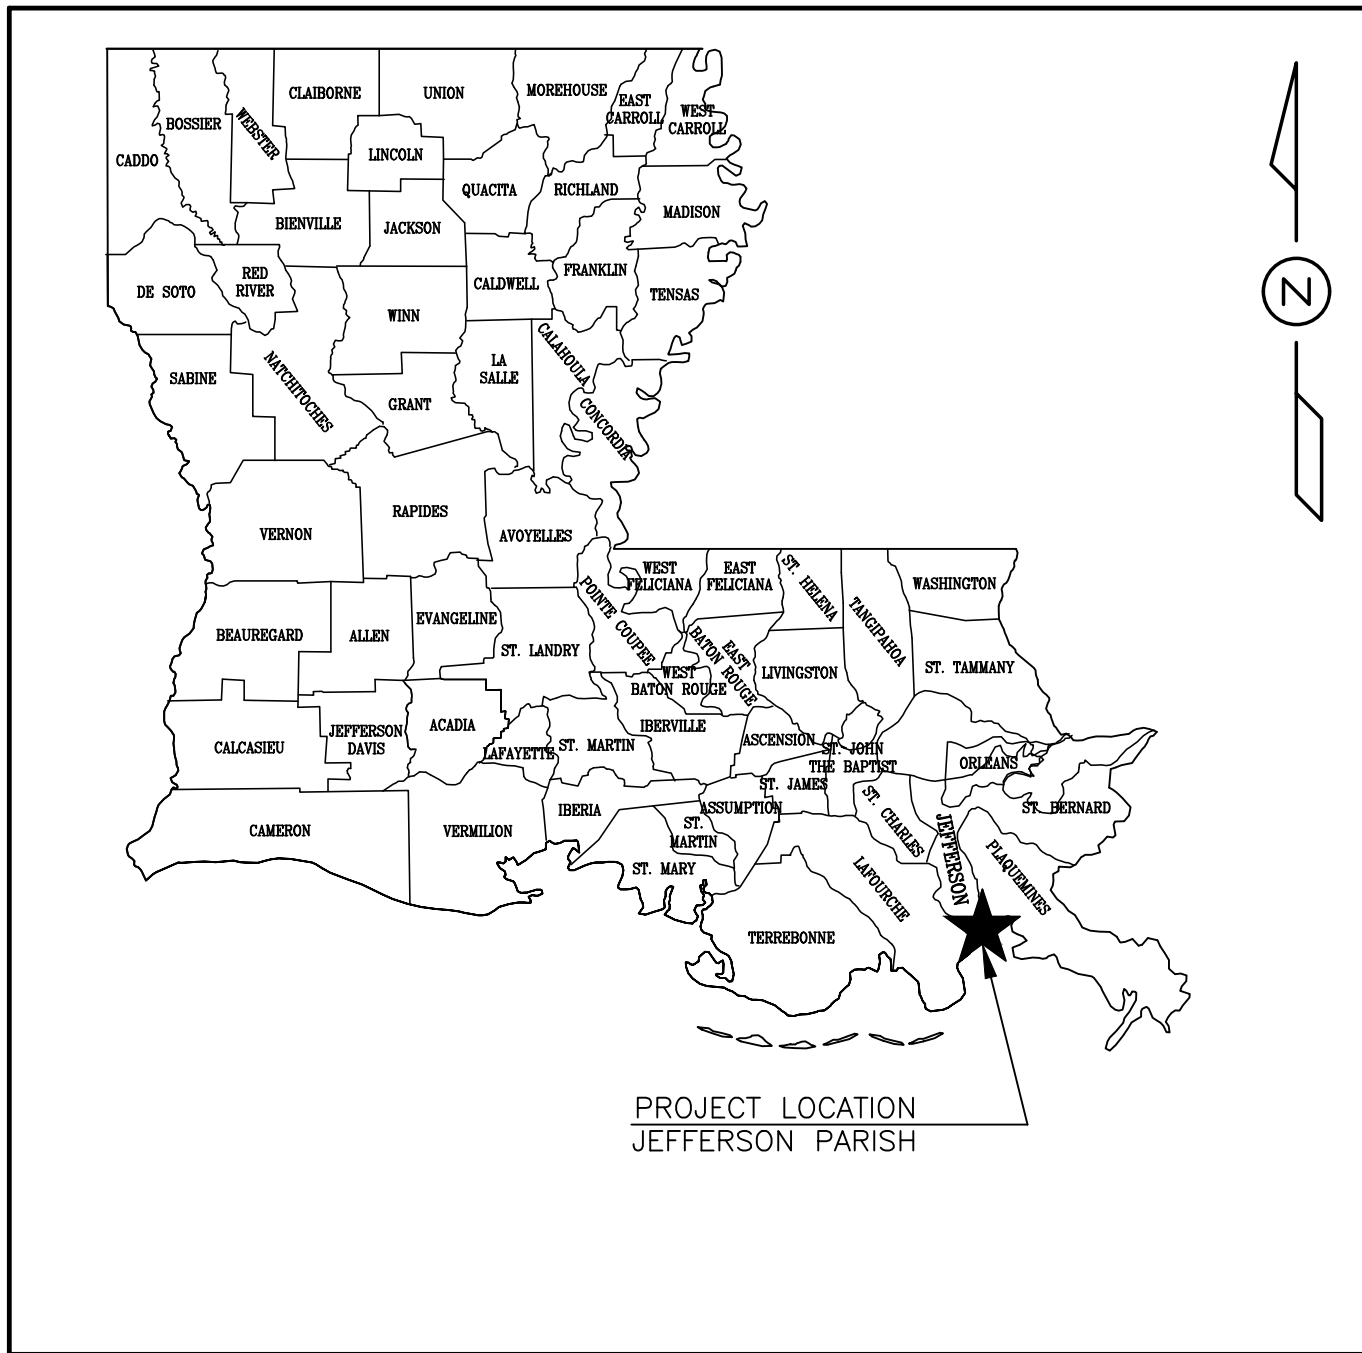 CLAIBORNE
UNION
MOREHOUSE
EAST
CARROLL
WEST
CARROLL
BOSSIER
WEBSTER
CADDO
LINCOLN
QUACITA
RICHLAND
MADISON
BIENVILLE
JACKSON
RED
RIVER
DE SOTO
CALDWELL
FRANKLIN
TENSAS
WINN
N
SABINE
NATCHITOCHES
GRANT
LA
SALLE
CALAHOULA
CONCORDIA
VERNON
RAPIDES
AVOYELLES
WEST
FELICIANA
EAST
FELICIANA
ST. HELENA
TANGIPAHOA
WASHINGTON
BEAUREGARD
ALLEN
EVANGELINE
ST. LANDRY
POINTE COUPEE
WEST
BATON ROUGE
EAST
BATON ROUGE
LIVINGSTON
ST. TAMMANY
CALCASIEU
JEFFERSON
DAVIS
ACADIA
LAFAYETTE
ST. MARTIN
IBERVILLE
ASCENSION
ST. JOHN
THE BAPTIST
ORLEANS
ST. JAMES
CAMERON
VERMILION
IBERIA
ST.
MARTIN
ASSUMPTION
ST. CHARLES
JEFFERSON
ST. BERNARD
PLAQUEMINES
ST. MARY
LAFOURCHE
TERREBONNE
PROJECT LOCATION
JEFFERSON PARISH